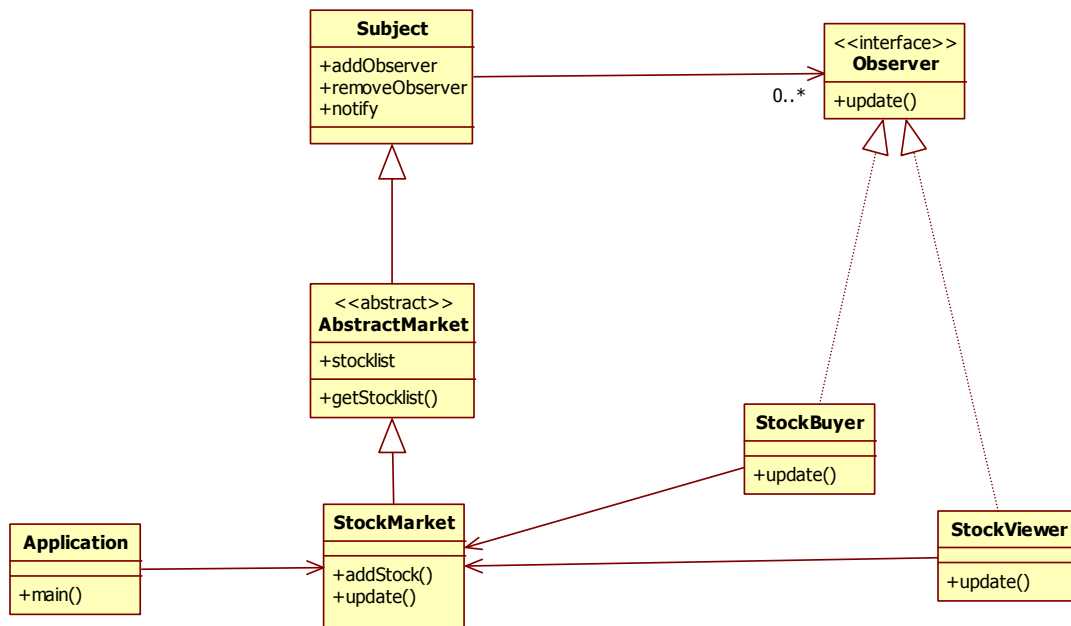 Subject
+addObserver
+removeObserver
+notify
<<interface>>
Observer
+update()
0..*
<<abstract>>
AbstractMarket
+stocklist
+getStocklist()
StockBuyer
+update()
StockMarket
+addStock()
+update()
Application
+main()
StockViewer
+update()